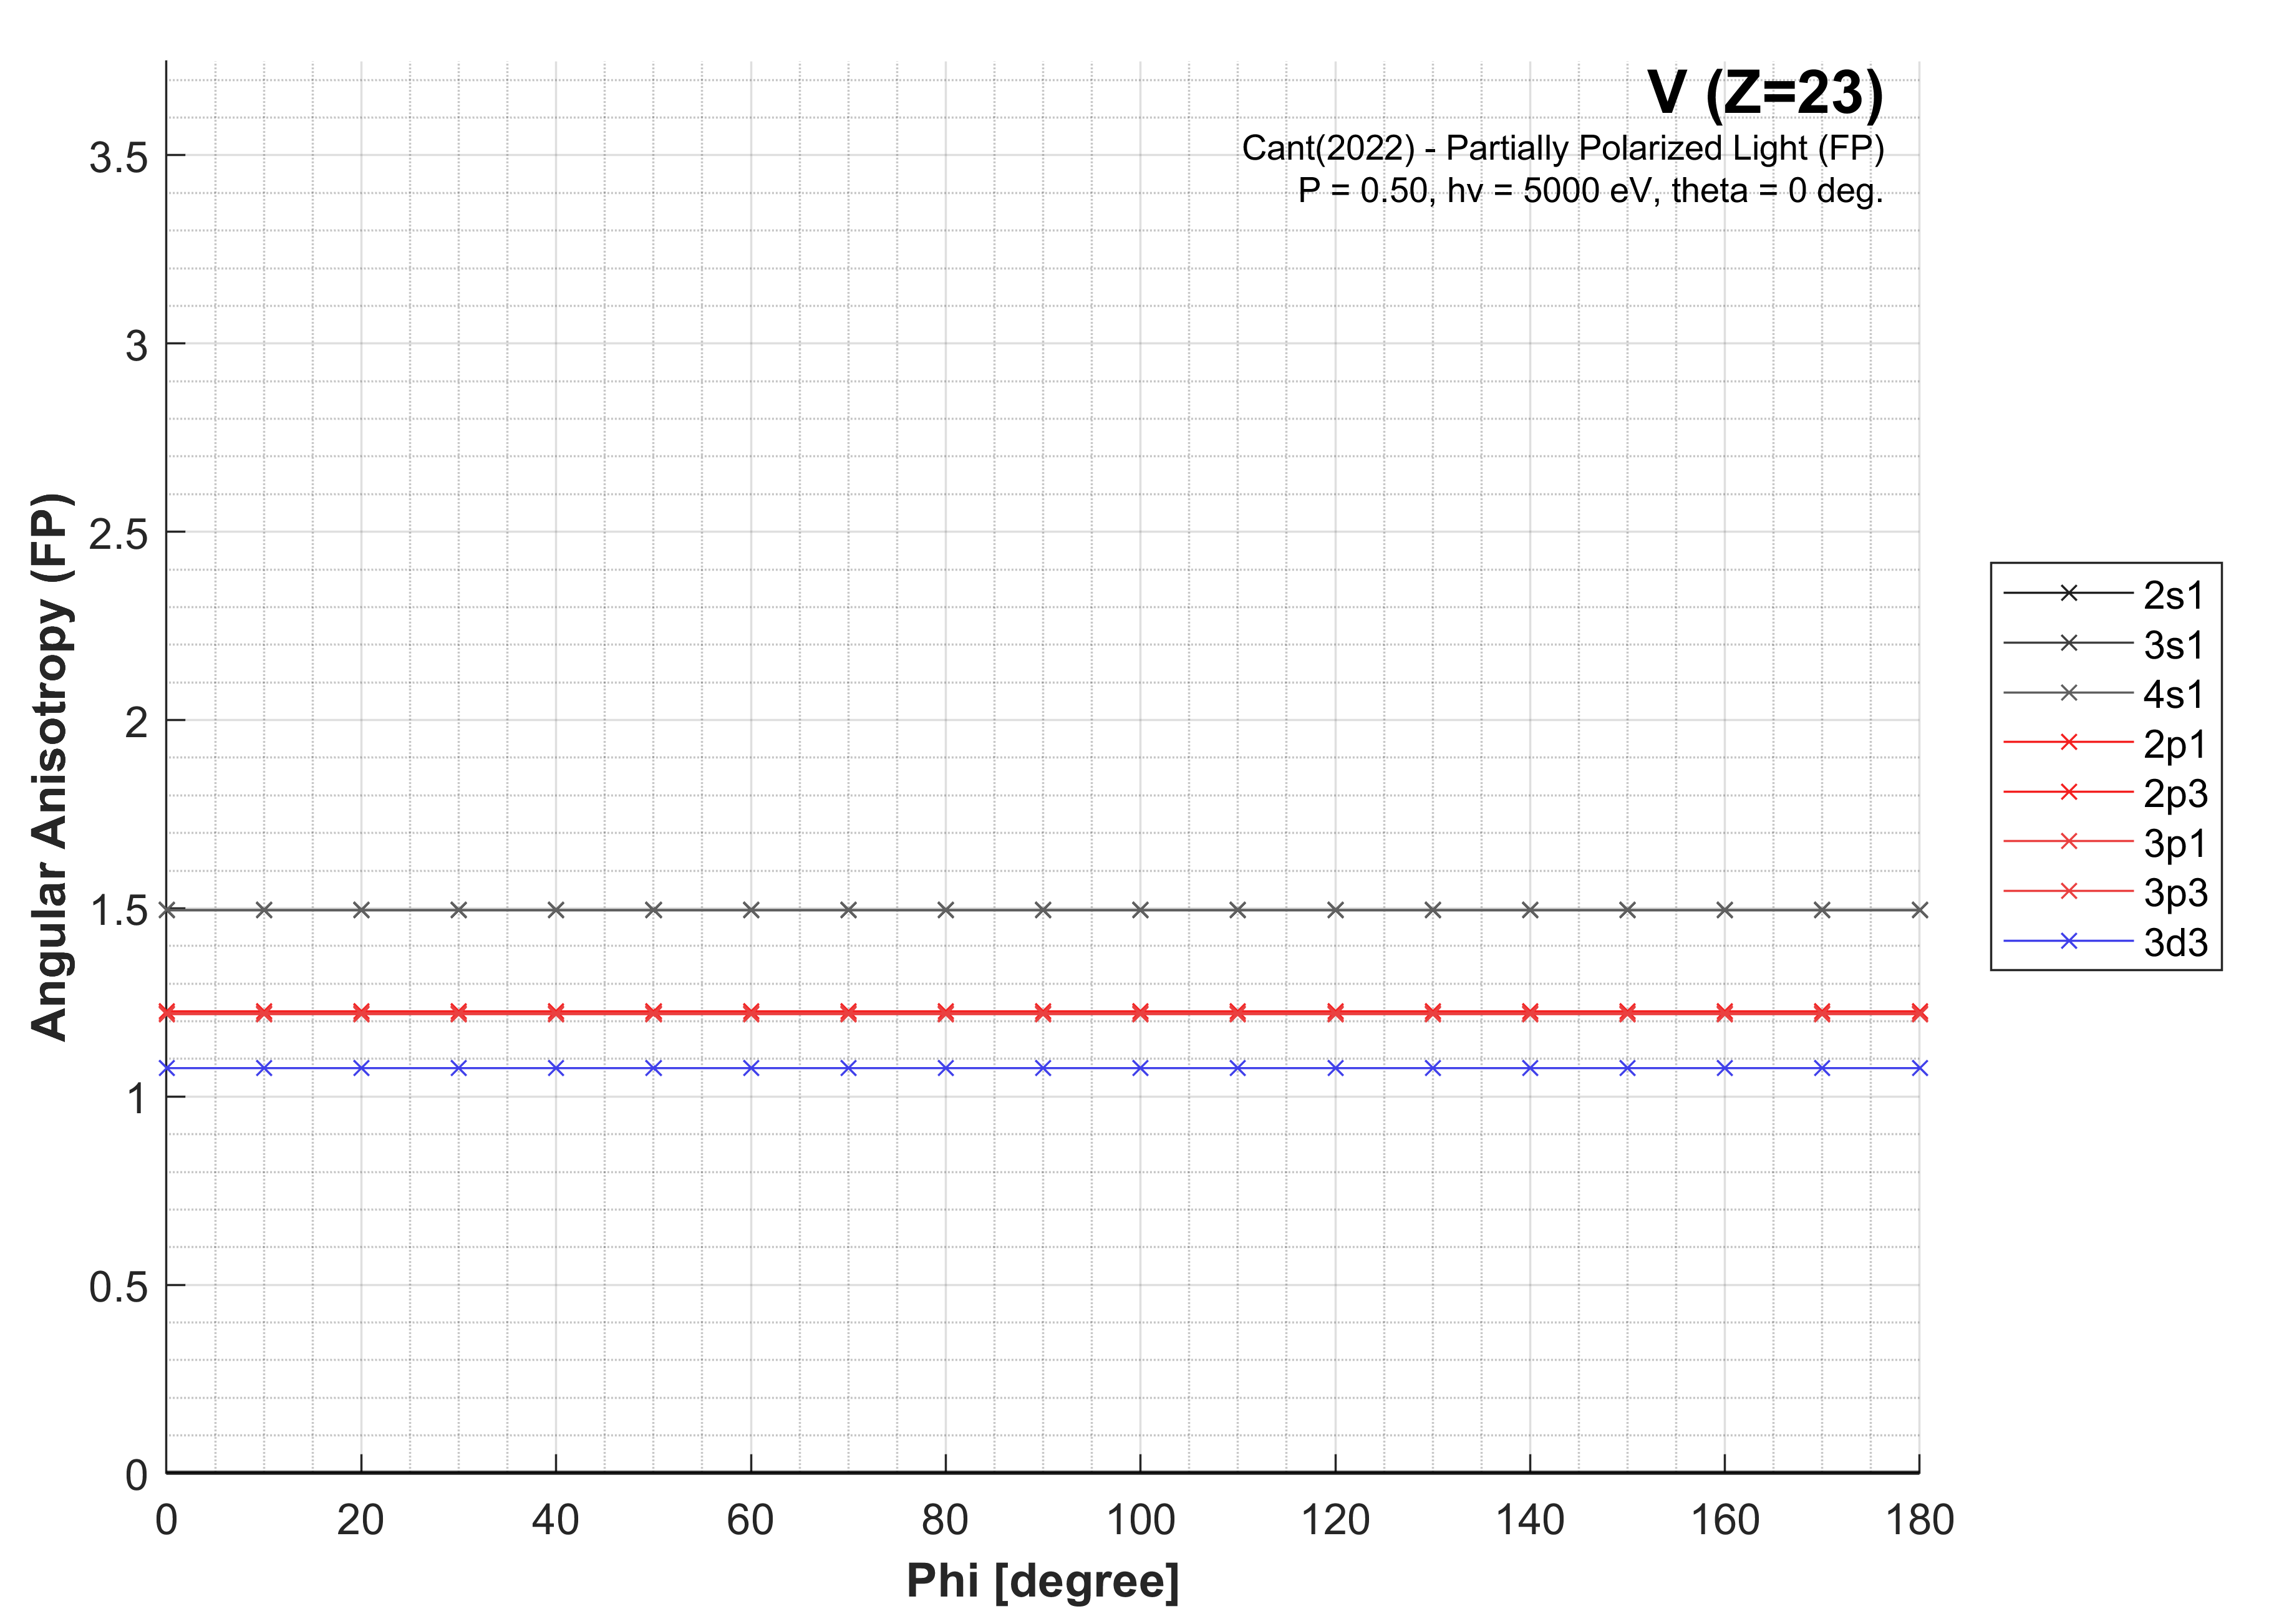 V (Z=23)
Cant(2022) - Partially Polarized Light (FP)
P = 0.50, hv = 5000 eV, theta = 0 deg.
Angular Anisotropy (FP)
3.5
3
2.5
2
1.5
1
0.5
0
0 20 40 60 80 100 120 140 160 180
Phi [degree]
2s1
3s1
4s1
2p1
2p3
3p1
3p3
3d3